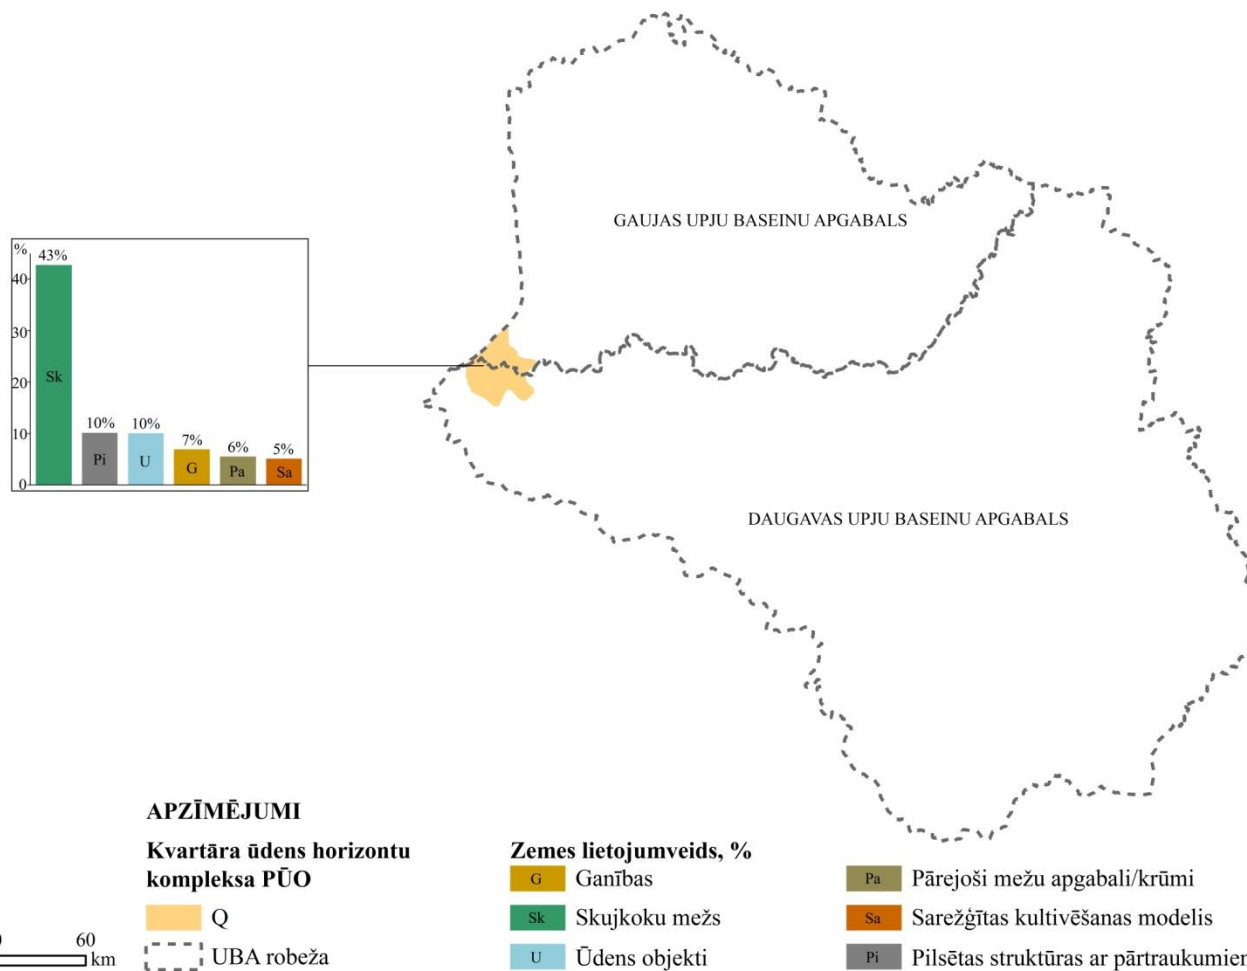 GAUJAS UPJU BASEINU APGABALS
%
43%
40
30
Sk
20
10%
10%
10
7%
6%
5%
Pi
U
G
Pa
Sa
0
DAUGAVAS UPJU BASEINU APGABALS
APZĪMĒJUMI
Kvartāra ūdens horizontu
kompleksa PŪO
Q
UBA robeža
60
km
Zemes lietojumveids, %
G Ganības
Sk Skujkoku mežs
U Ūdens objekti
Pa Pārejoši mežu apgabali/krūmi
Sa Sarežģītas kultivēšanas modelis
Pi Pilsētas struktūras ar pārtraukumiem